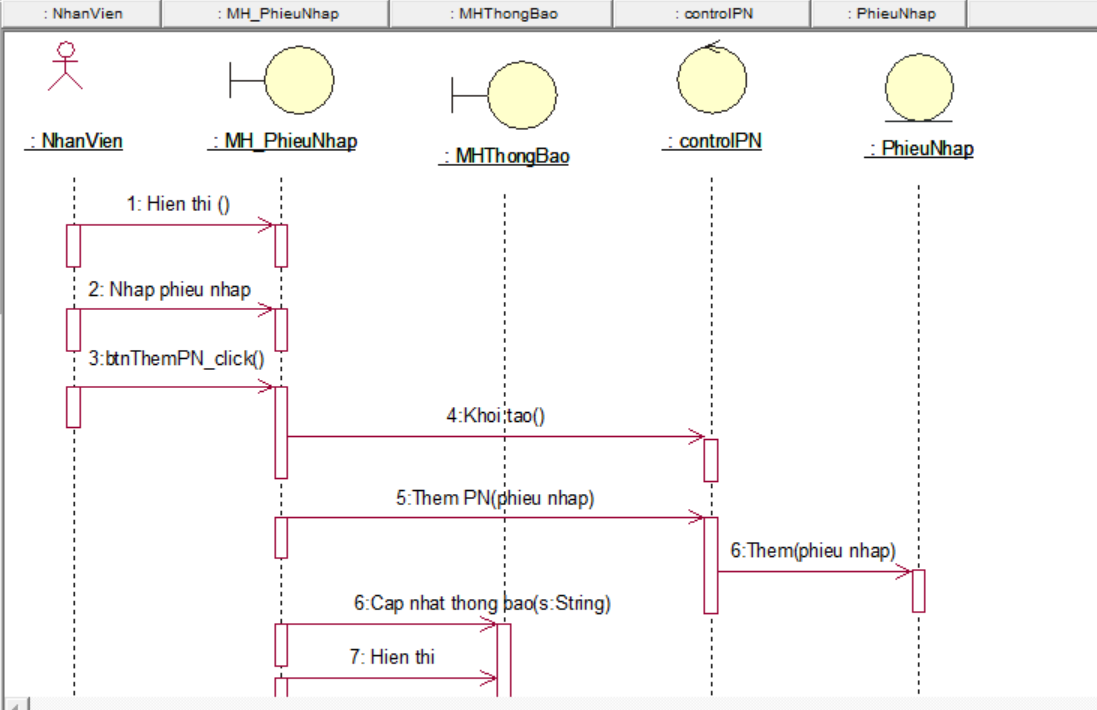 : NhanVien
: MH_PhieuNhap
: MHThongBao
: controlPN
: PhieuNhap
: NhanVien
: MH_PhieuNhap
: MHThongBao
: controlPN
: PhieuNhap
1: Hien thi ()
2: Nhap phieu nhap
3:btnThemPN_click()
4:Khoi tao()
5:Them PN(phieu nhap)
6:Them(phieu nhap)
6:Cap nhat thong bao(s:String)
7: Hien thi